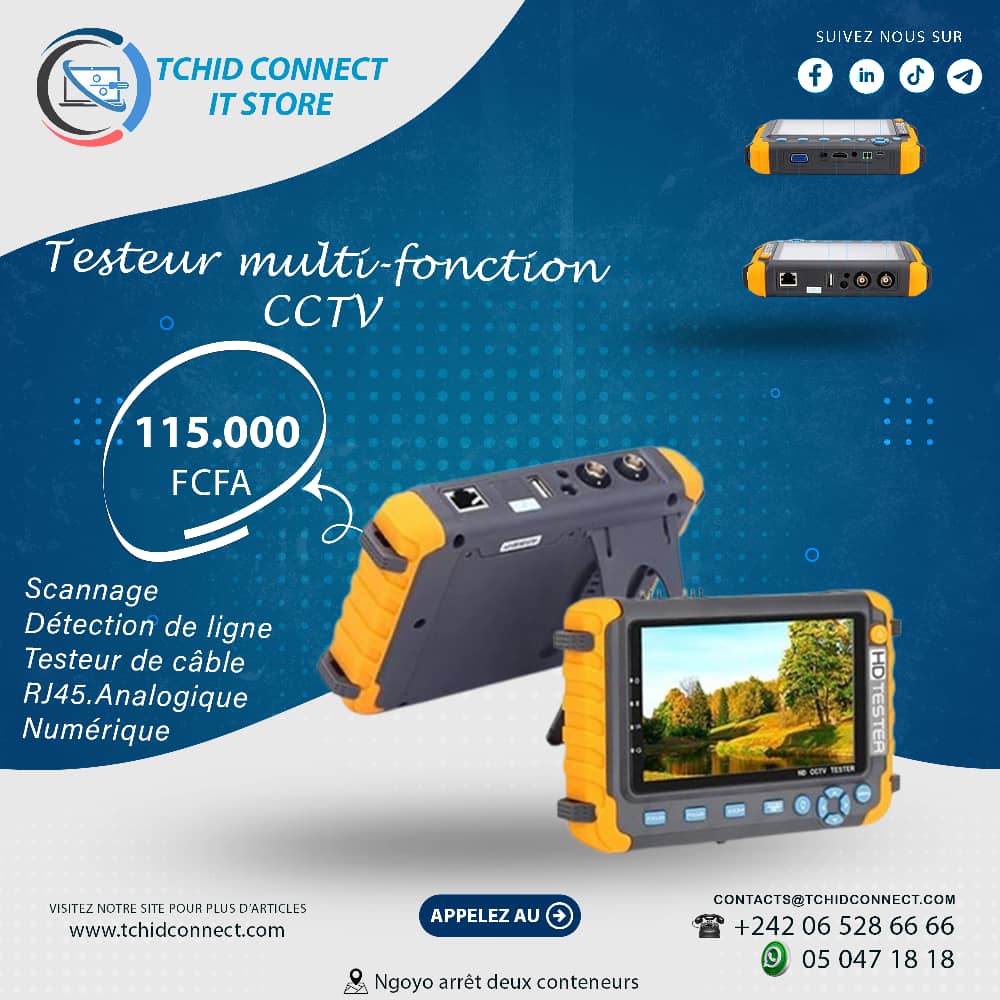 TCHID CONNECT
IT STORE
SUIVEZ NOUS SUR
Testeur multi-fonction
CCTV
115.000
FCFA
Scannage
Détection de ligne
Testeur de câble
RJ45.Analogique
Numérique
HD TESTER
HD CCTV TESTER
VISITEZ NOTRE SITE POUR PLUS D'ARTICLES
www.tchidconnect.com
APPELEZ AU
CONTACTS@TCHIDCONNECT.COM
+242 06 528 66 66
05 047 18 18
Ngoyo arrêt deux conteneurs